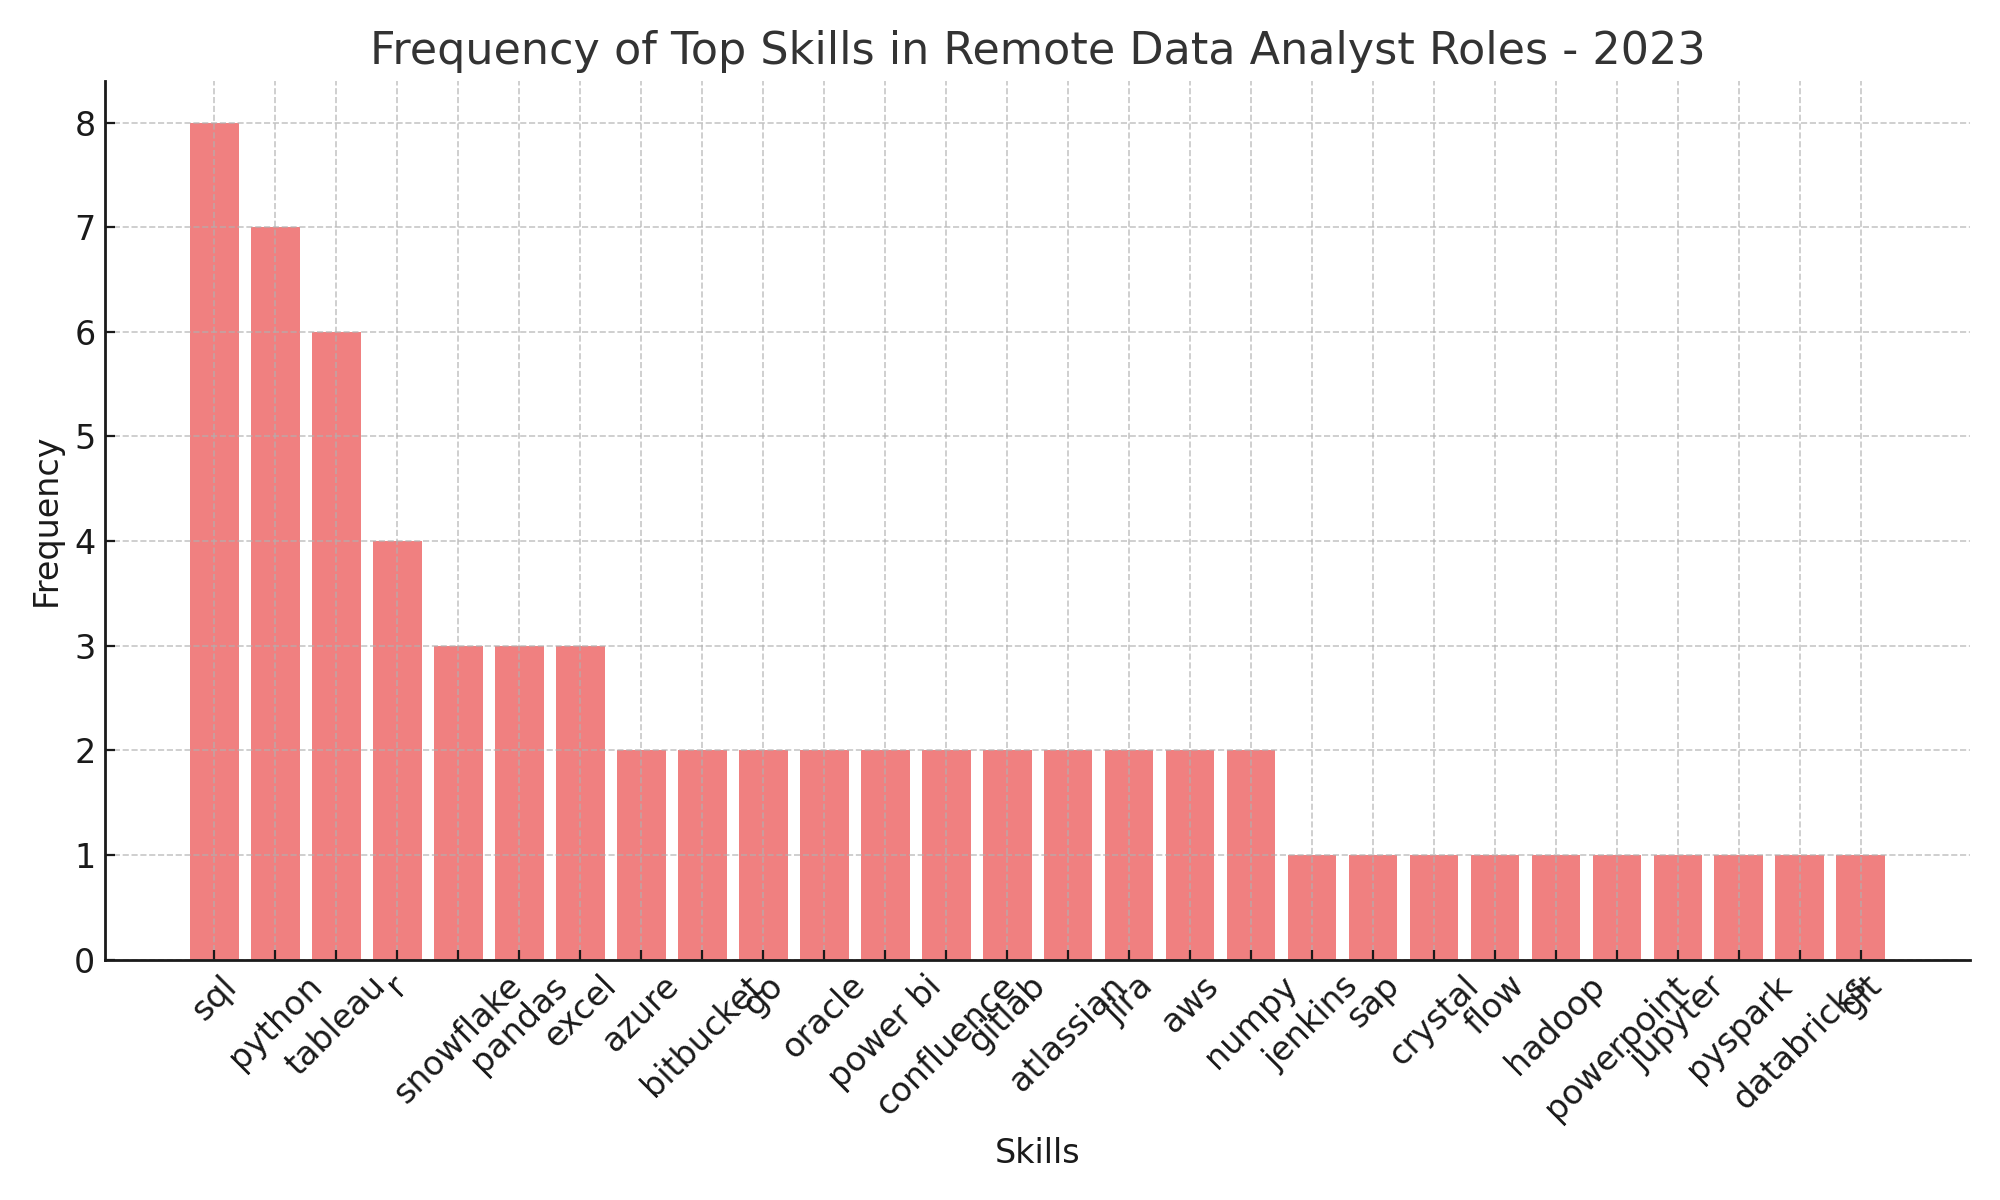 Frequency of Top Skills in Remote Data Analyst Roles - 2023
Frequency
8
7
6
5
4
3
2
1
0
sql
python
tableau
r
snowflake
pandas
excel
azure
bitbucket
go
oracle
power bi
confluence
gitlab
atlassian
jira
aws
numpy
jenkins
sap
crystal
flow
hadoop
powerpoint
jupyter
pyspark
databricks
git
Skills